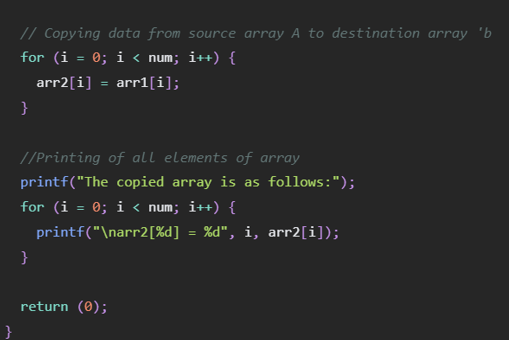 // Copying data from source array A to destination array 'b
for (i = 0; i < num; i++) {
arr2[i] = arr1[i];
}
//Printing of all elements of array
printf("The copied array is as follows:");
for (i = 0; i < num; i++) {
printf("\narr2[%d] = %d", i, arr2[i]);
}
return (0);
}